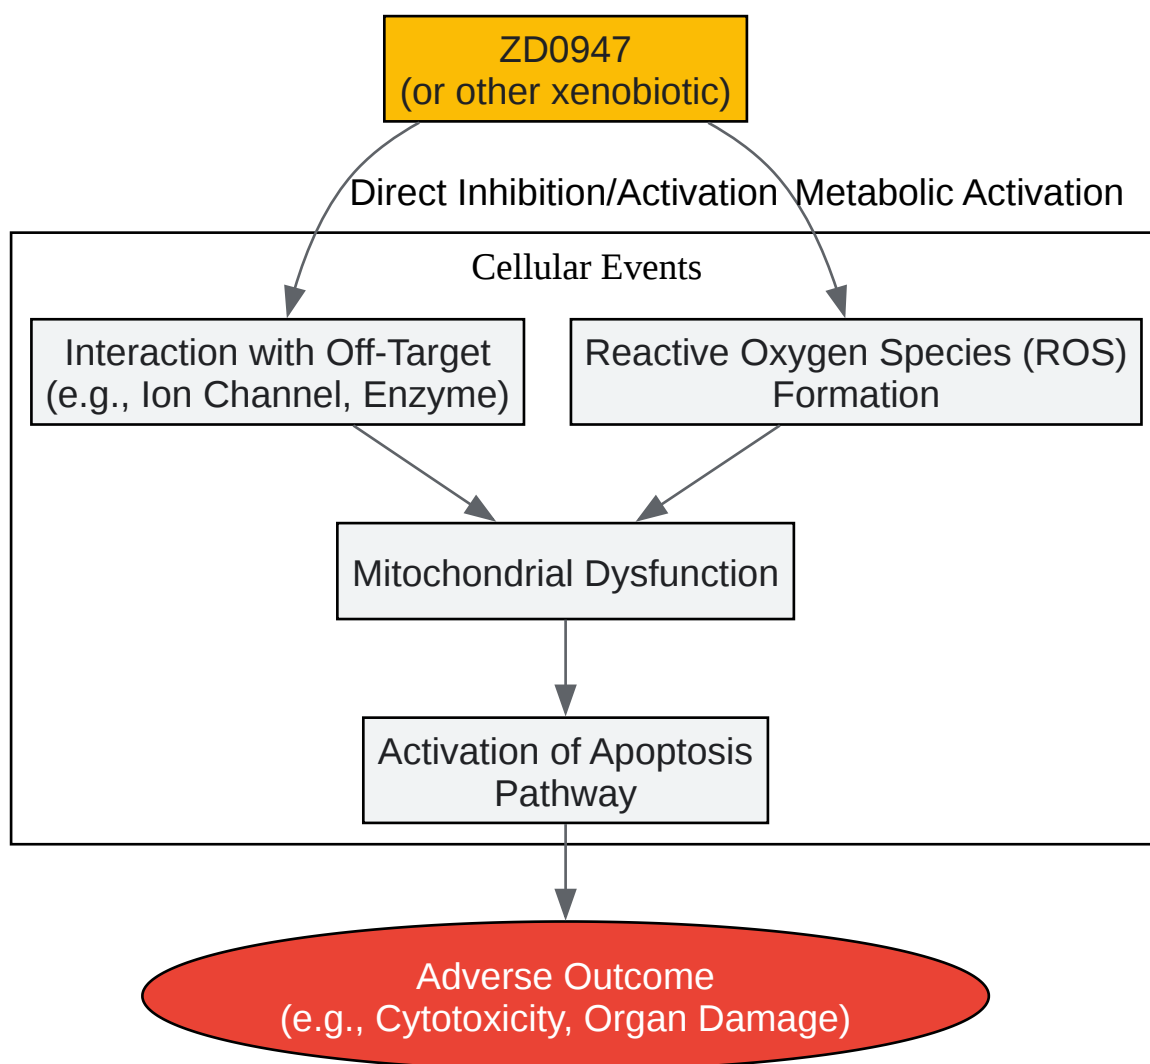 ZD0947
(or other xenobiotic)
Direct Inhibition/Activation
Metabolic Activation
Cellular Events
Interaction with Off-Target
(e.g., Ion Channel, Enzyme)
Reactive Oxygen Species (ROS)
Formation
Mitochondrial Dysfunction
Activation of Apoptosis
Pathway
Adverse Outcome
(e.g., Cytotoxicity, Organ Damage)